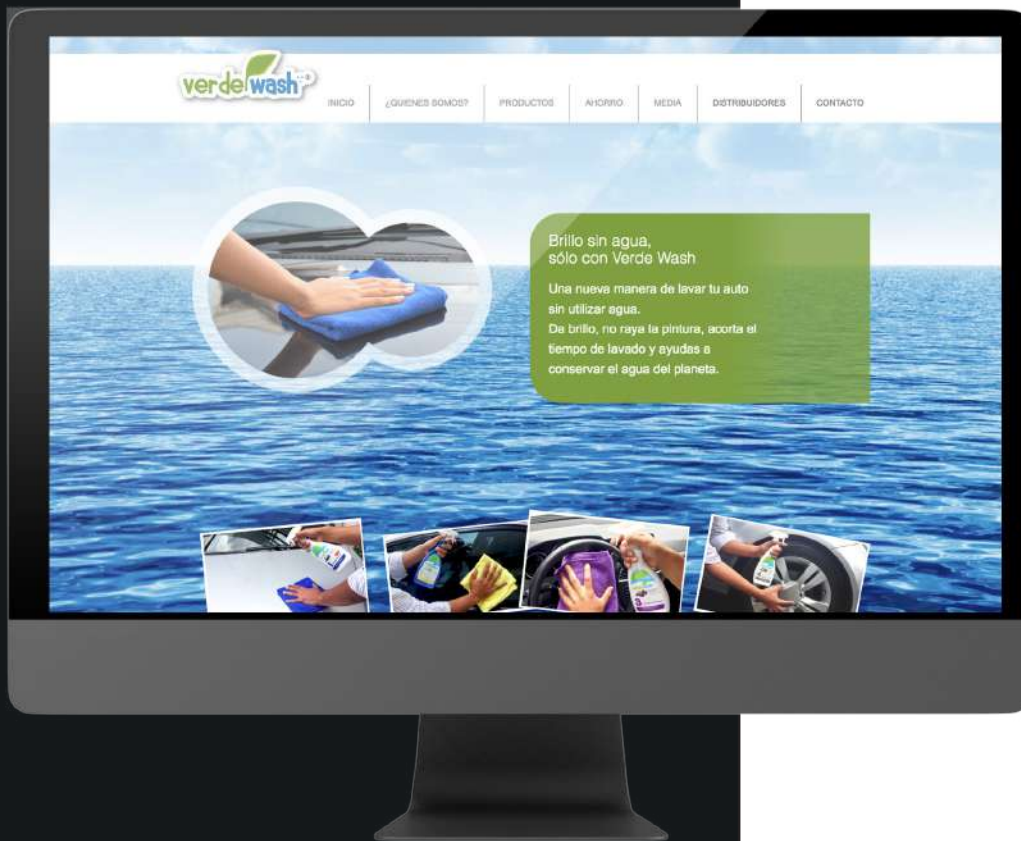 verde wash®
INICIO
¿QUIENES SOMOS?
PRODUCTOS
AHORRO
MEDIA
DISTRIBUIDORES
CONTACTO
Brillo sin agua,
sólo con Verde Wash
Una nueva manera de lavar tu auto
sin utilizar agua.
Da brillo, no raya la pintura, acorta el
tiempo de lavado y ayudas a
conservar el agua del planeta.